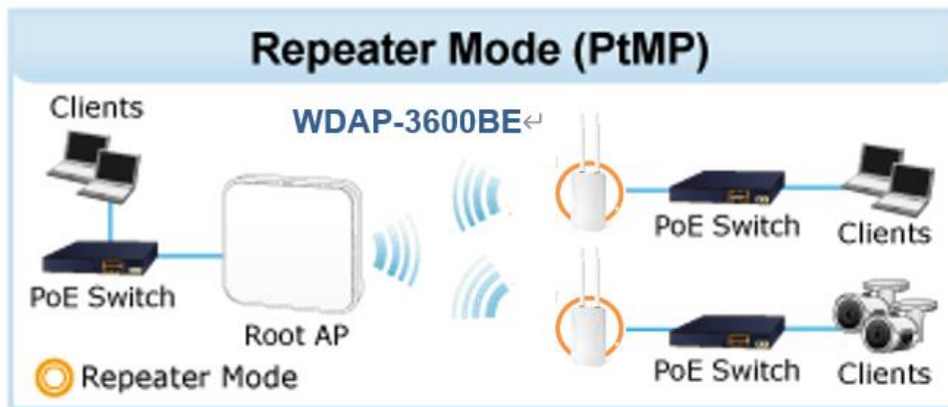 Repeater Mode (PtMP)
Clients
WDAP-3600BE↵
PoE Switch
Root AP
PoE Switch
Clients
PoE Switch
Clients
Repeater Mode